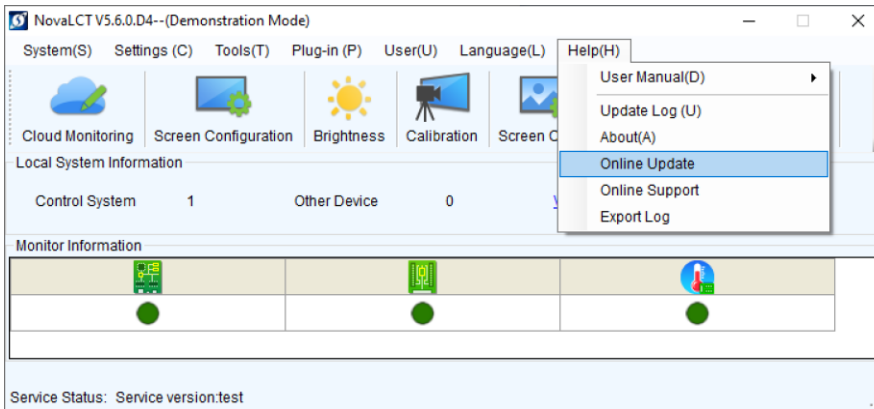 NovaLCT V5.6.0.D4--(Demonstration Mode)
System(S) Settings (C) Tools(T) Plug-in (P) User(U) Language(L) Help(H)
User Manual(D)
Update Log (U)
About(A)
Online Update
Online Support
Export Log
Cloud Monitoring Screen Configuration Brightness Calibration Screen
Local System Information
Control System 1 Other Device 0
Monitor Information
Service Status: Service version:test